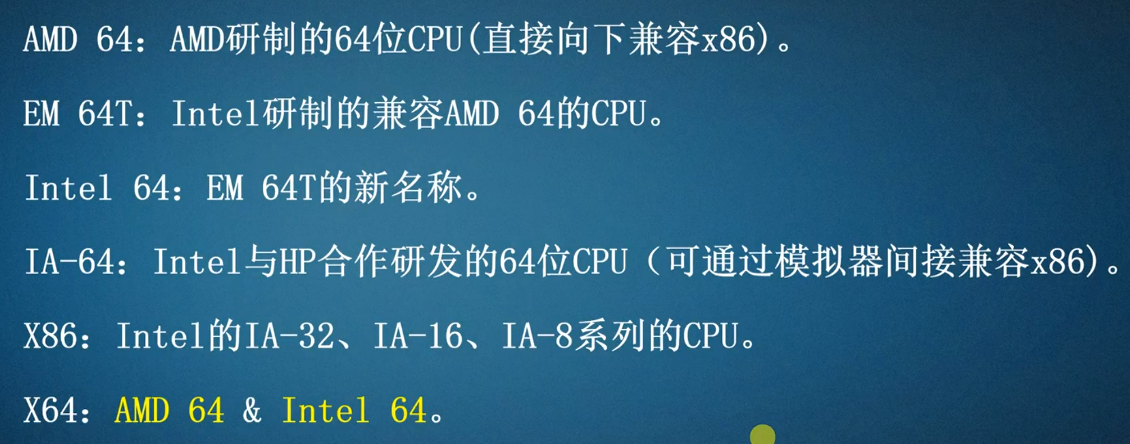 AMD 64：AMD研制的64位CPU(直接向下兼容x86)。
EM 64T：Intel研制的兼容AMD 64的CPU。
Intel 64：EM 64T的新名称。
IA-64：Intel与HP合作研发的64位CPU（可通过模拟器间接兼容x86)。
X86：Intel的IA-32、IA-16、IA-8系列的CPU。
X64：AMD 64 & Intel 64。